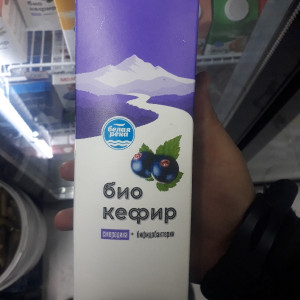 белая
река
био
кефир
смородина + бифидобактерии